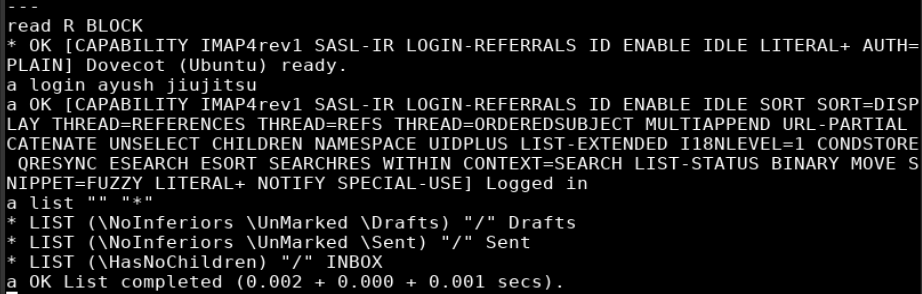 ---
read R BLOCK
* OK [CAPABILITY IMAP4rev1 SASL-IR LOGIN-REFERRALS ID ENABLE IDLE LITERAL+ AUTH=
PLAIN] Dovecot (Ubuntu) ready.
a login ayush jiujitsu
a OK [CAPABILITY IMAP4rev1 SASL-IR LOGIN-REFERRALS ID ENABLE IDLE SORT SORT=DISP
LAY THREAD=REFERENCES THREAD=REFS THREAD=ORDEREDSUBJECT MULTIAPPEND URL-PARTIAL
CATENATE UNSELECT CHILDREN NAMESPACE UIDPLUS LIST-EXTENDED I18NLEVEL=1 CONDSTORE
 QRESYNC ESEARCH ESORT SEARCHRES WITHIN CONTEXT=SEARCH LIST-STATUS BINARY MOVE S
NIPPET=FUZZY LITERAL+ NOTIFY SPECIAL-USE] Logged in
a list "" "*"
* LIST (\NoInferiors \UnMarked \Drafts) "/" Drafts
* LIST (\NoInferiors \UnMarked \Sent) "/" Sent
* LIST (\HasNoChildren) "/" INBOX
a OK List completed (0.002 + 0.000 + 0.001 secs).